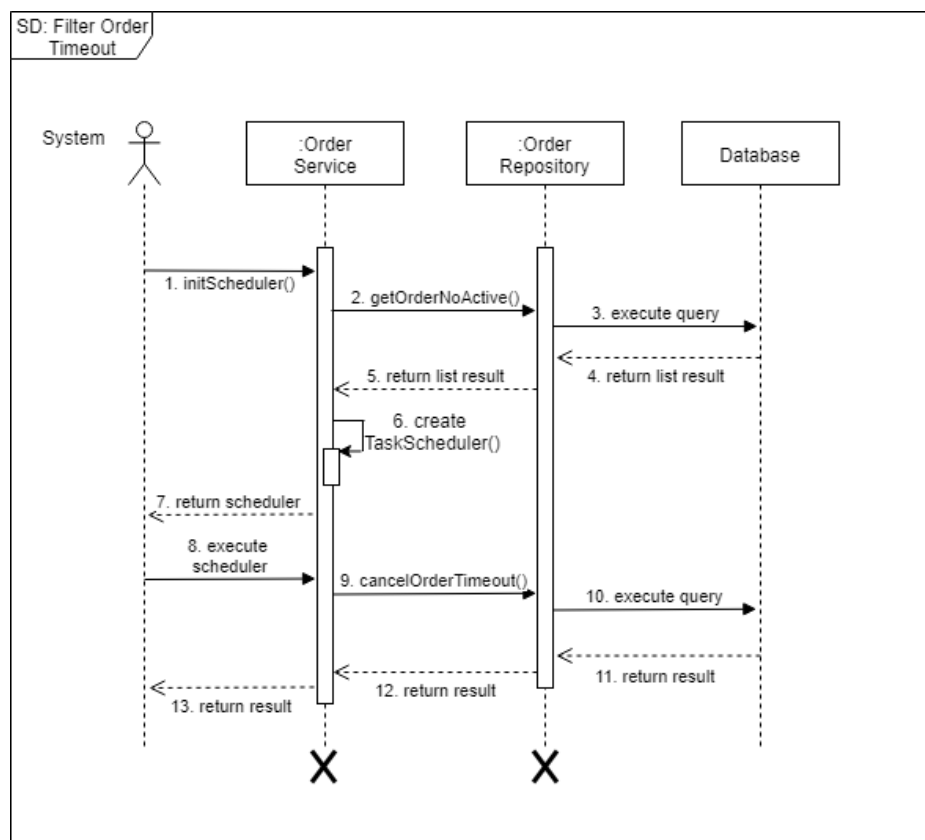 SD: Filter Order
Timeout
System
:Order
Service
:Order
Repository
Database
1. initScheduler()
2. getOrderNoActive()
3. execute query
4. return list result
5. return list result
6. create
TaskScheduler()
7. return scheduler
8. execute
scheduler
9. cancelOrderTimeout()
10. execute query
11. return result
12. return result
13. return result